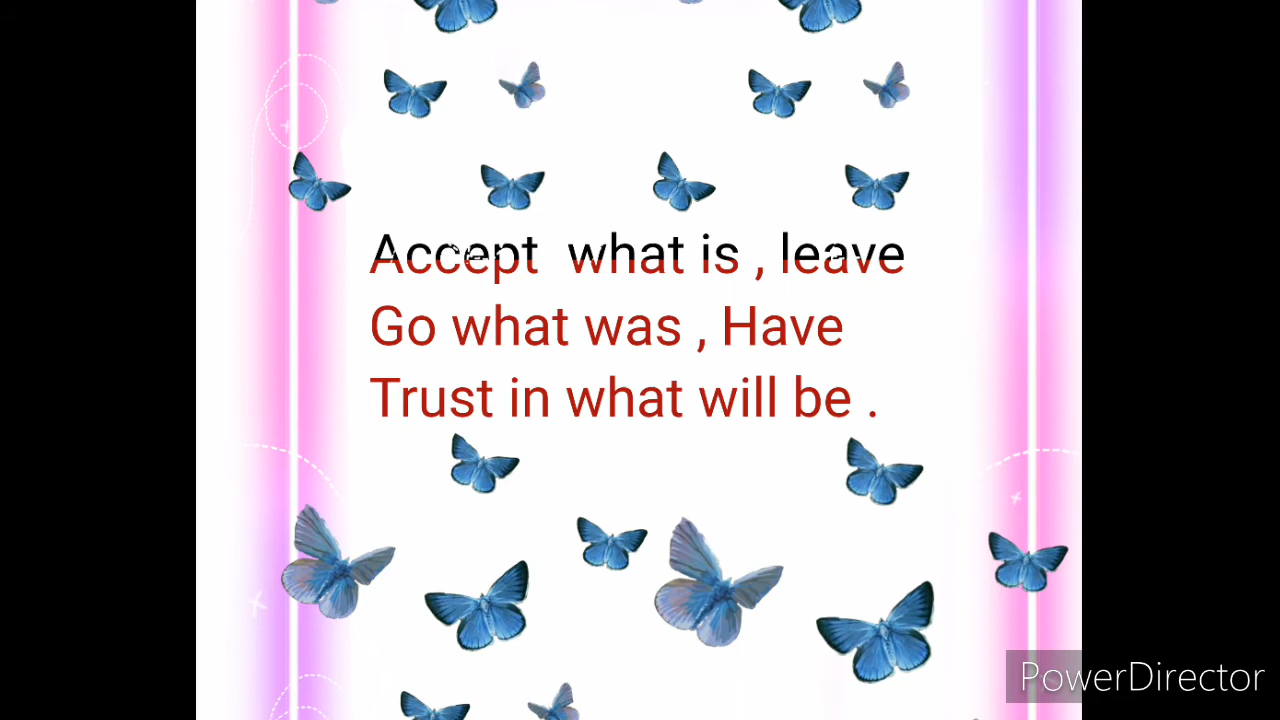 Accept what is , leave
Go what was , Have
Trust in what will be .
PowerDirector